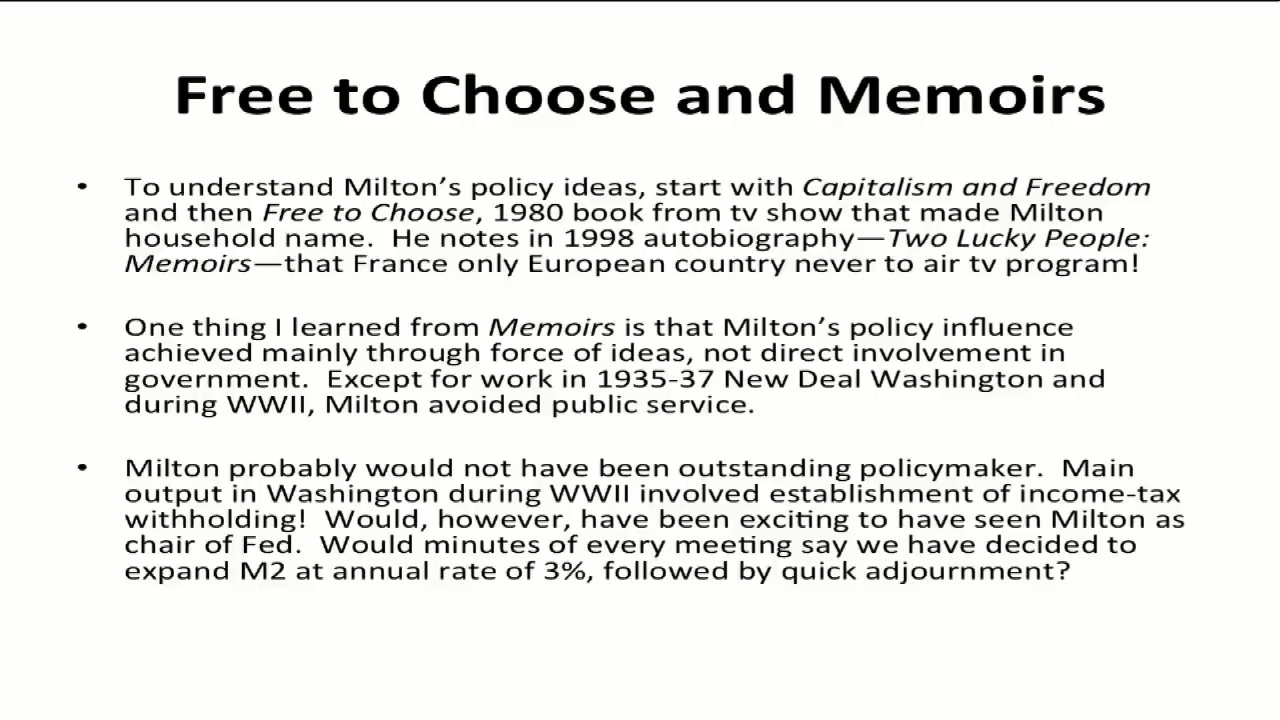 Free to Choose and Memoirs
• To understand Milton’s policy ideas, start with Capitalism and Freedom
and then Free to Choose, 1980 book from tv show that made Milton
household name.  He notes in 1998 autobiography—Two Lucky People:
Memoirs—that France only European country never to air tv program!
• One thing I learned from Memoirs is that Milton’s policy influence
achieved mainly through force of ideas, not direct involvement in
government.  Except for work in 1935-37 New Deal Washington and
during WWII, Milton avoided public service.
• Milton probably would not have been outstanding policymaker.  Main
output in Washington during WWII involved establishment of income-tax
withholding!  Would, however, have been exciting to have seen Milton as
chair of Fed.  Would minutes of every meeting say we have decided to
expand M2 at annual rate of 3%, followed by quick adjournment?